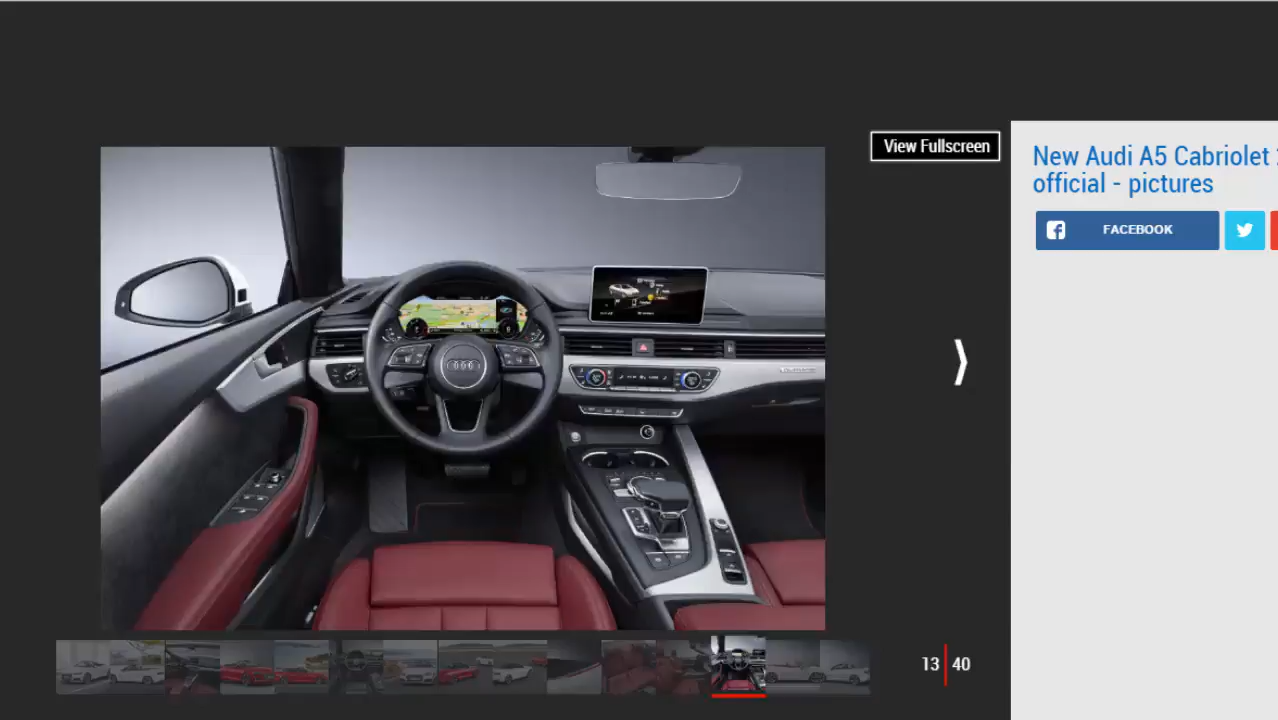 View Fullscreen
New Audi A5 Cabriolet
official - pictures
FACEBOOK
13 40